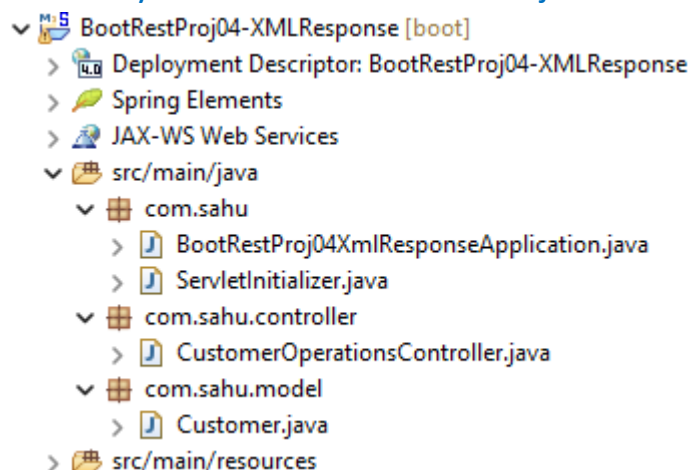 BootRestProj04-XMLResponse [boot]
Deployment Descriptor: BootRestProj04-XMLResponse
Spring Elements
JAX-WS Web Services
src/main/java
com.sahu
BootRestProj04XmlResponseApplication.java
ServletInitializer.java
com.sahu.controller
CustomerOperationsController.java
com.sahu.model
Customer.java
src/main/resources